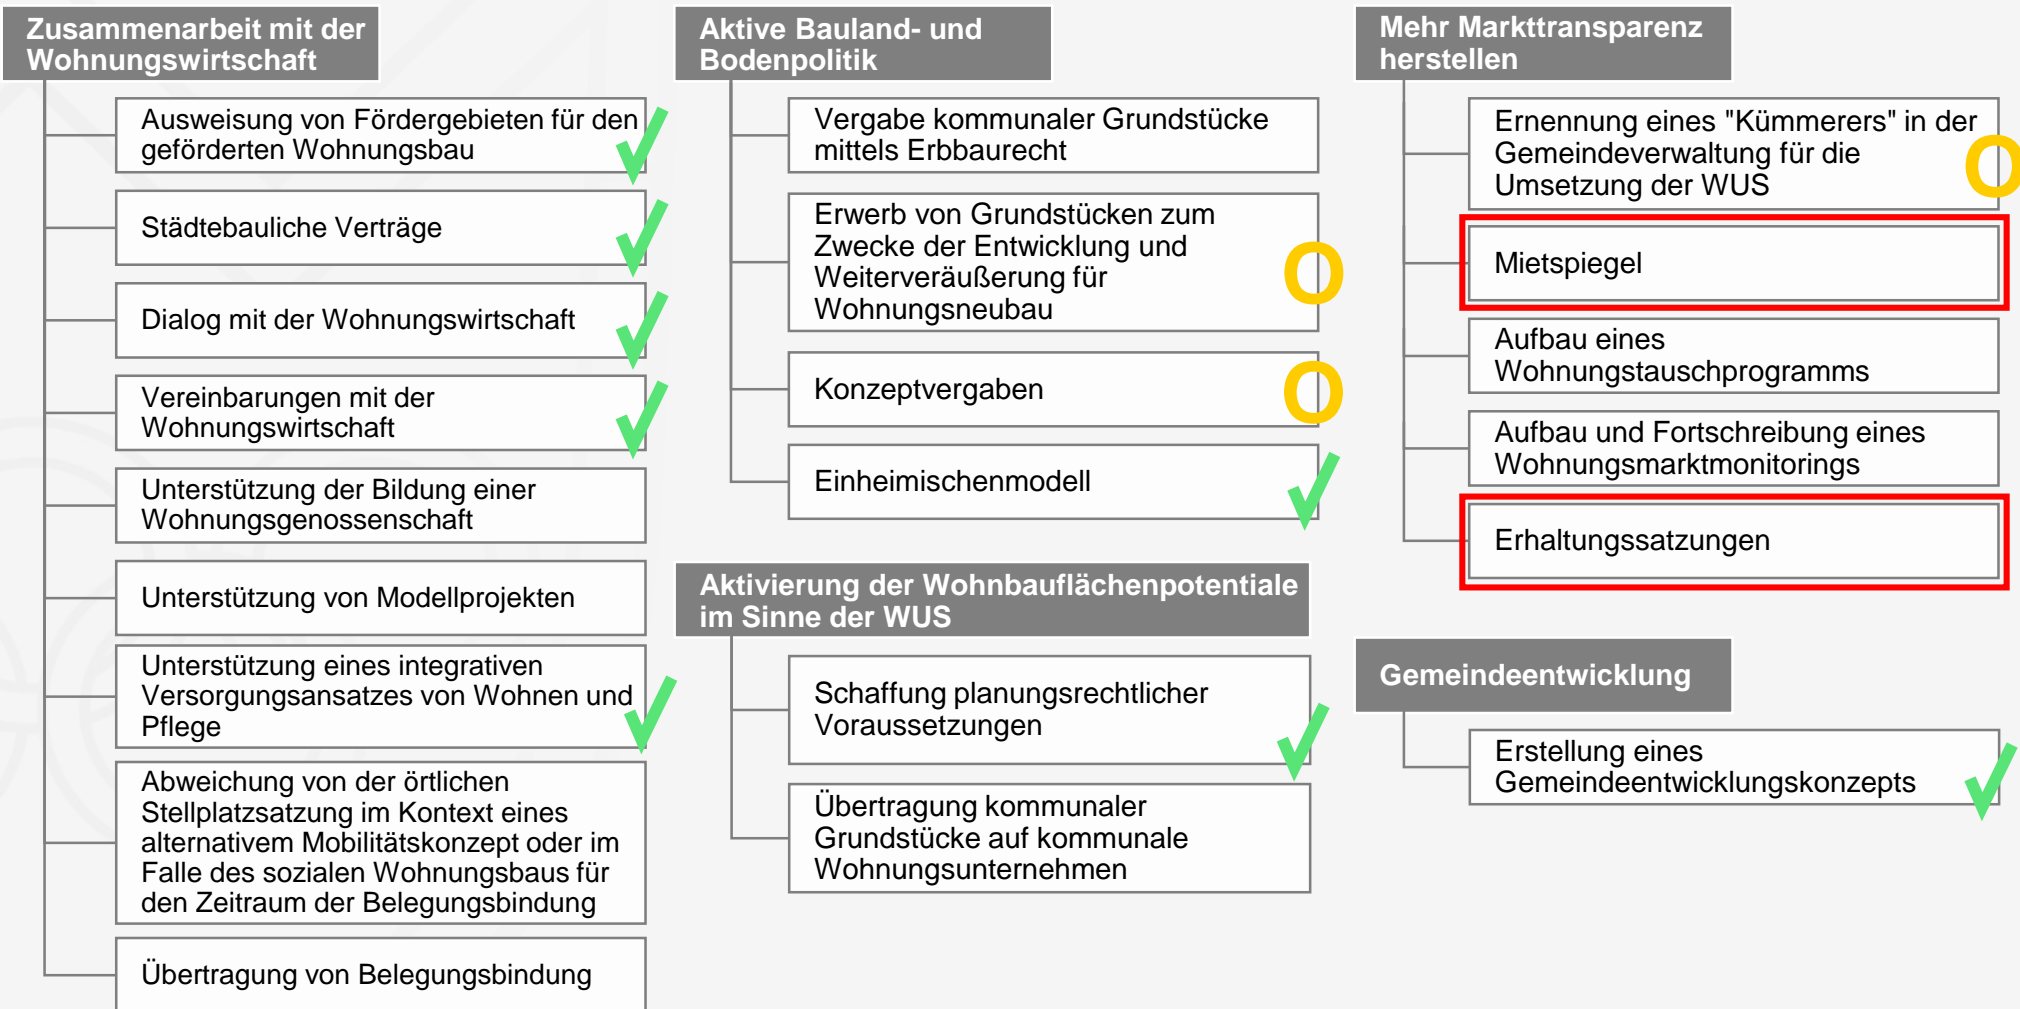 Zusammenarbeit mit der
Wohnungswirtschaft
Ausweisung von Fördergebieten für den
geförderten Wohnungsbau
Städtebauliche Verträge
Dialog mit der Wohnungswirtschaft
Vereinbarungen mit der
Wohnungswirtschaft
Unterstützung der Bildung einer
Wohnungsgenossenschaft
Unterstützung von Modellprojekten
Unterstützung eines integrativen
Versorgungsansatzes von Wohnen und
Pflege
Abweichung von der örtlichen
Stellplatzsatzung im Kontext eines
alternativem Mobilitätskonzept oder im
Falle des sozialen Wohnungsbaus für
den Zeitraum der Belegungsbindung
Übertragung von Belegungsbindung
Aktive Bauland- und
Bodenpolitik
Vergabe kommunaler Grundstücke
mittels Erbbaurecht
Erwerb von Grundstücken zum
Zwecke der Entwicklung und
Weiterveräußerung für
Wohnungsneubau
O
Konzeptvergaben
O
Einheimischenmodell
Aktivierung der Wohnbauflächenpotentiale
im Sinne der WUS
Schaffung planungsrechtlicher
Voraussetzungen
Übertragung kommunaler
Grundstücke auf kommunale
Wohnungsunternehmen
Mehr Markttransparenz
herstellen
Ernennung eines "Kümmerers" in der
Gemeindeverwaltung für die
Umsetzung der WUS
O
Mietspiegel
Aufbau eines
Wohnungstauschprogramms
Aufbau und Fortschreibung eines
Wohnungsmarktmonitorings
Erhaltungssatzungen
Gemeindeentwicklung
Erstellung eines
Gemeindeentwicklungskonzepts